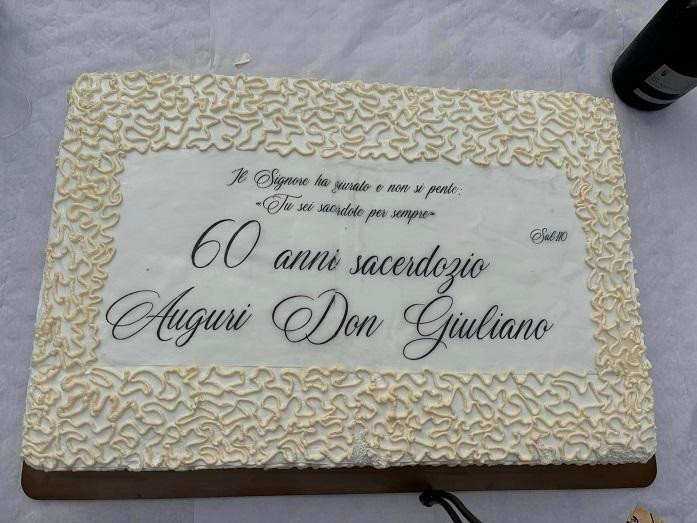 Il Signore ha giurato e non si pente:
«Tu sei sacrdote per sempre»
Sal 110
60 anni sacerdozio
Auguri Don Giuliano